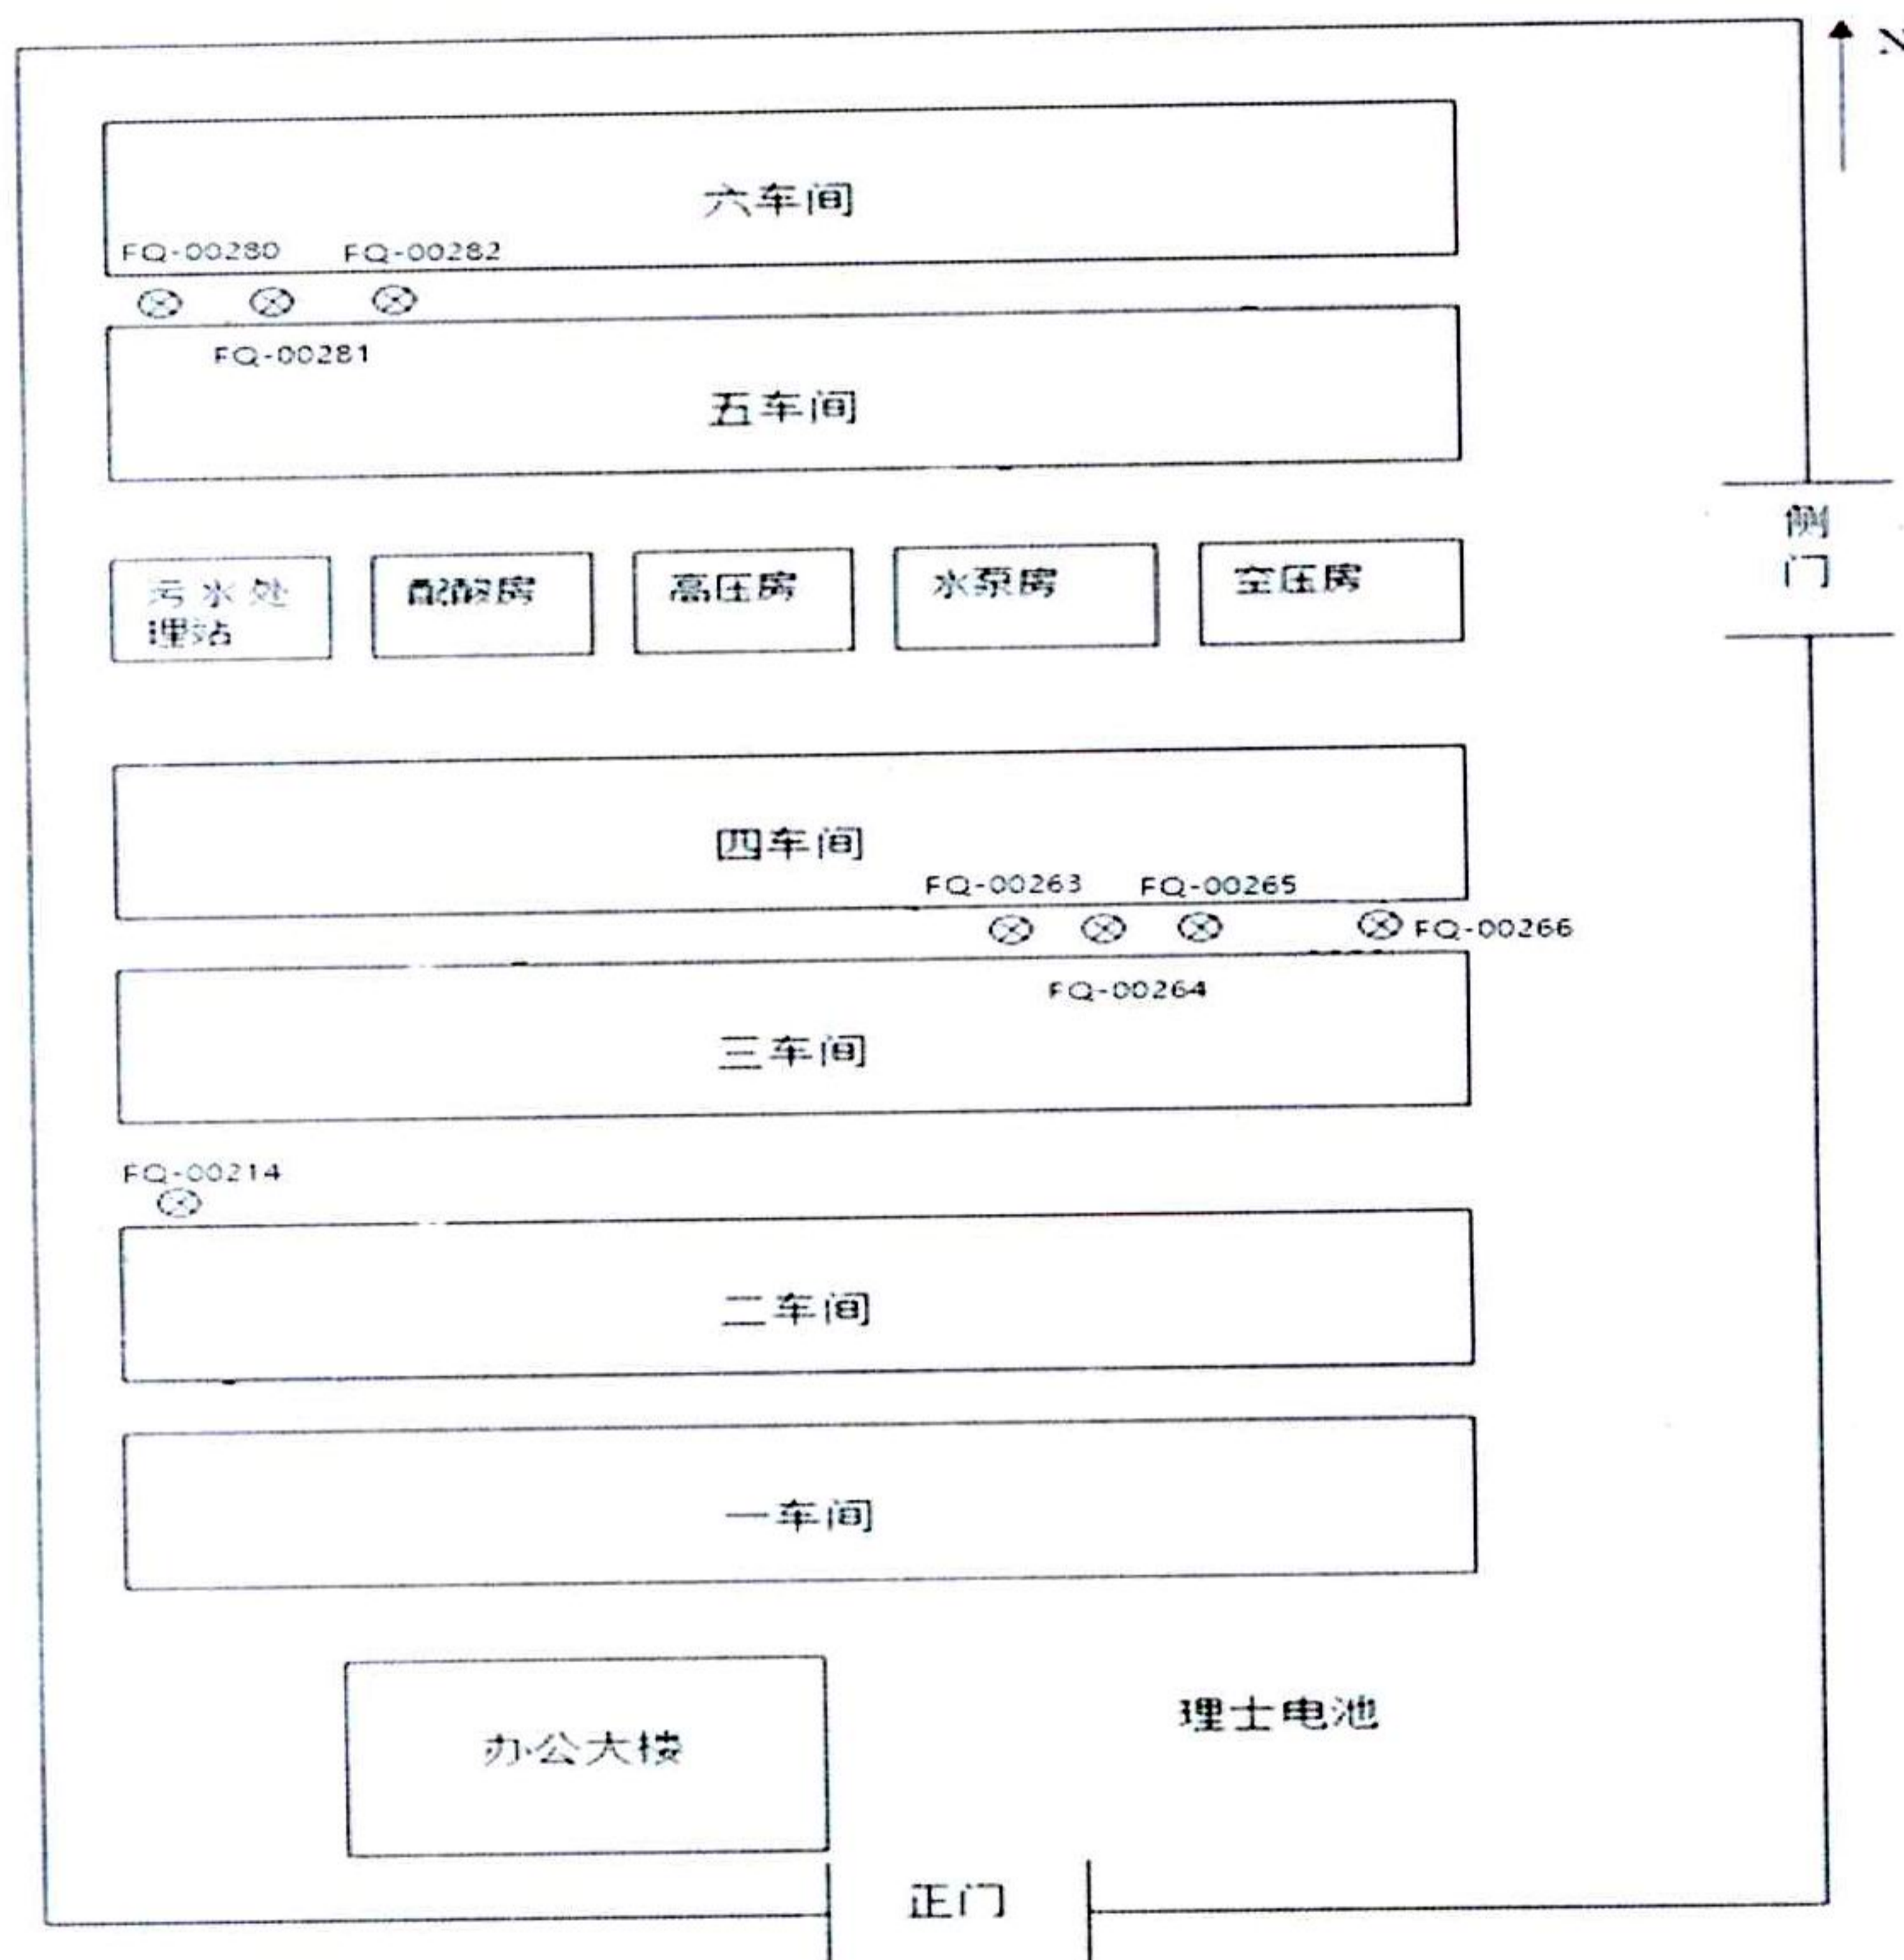 N
六车间
FQ-00280 FQ-00282
FQ-00281
五车间
侧
门
污水处
理站
配酸房
高压房
水泵房
空压房
四车间
FQ-00263 FQ-00265
FQ-00266
FQ-00264
三车间
FQ-00214
二车间
一车间
办公大楼
理士电池
正门